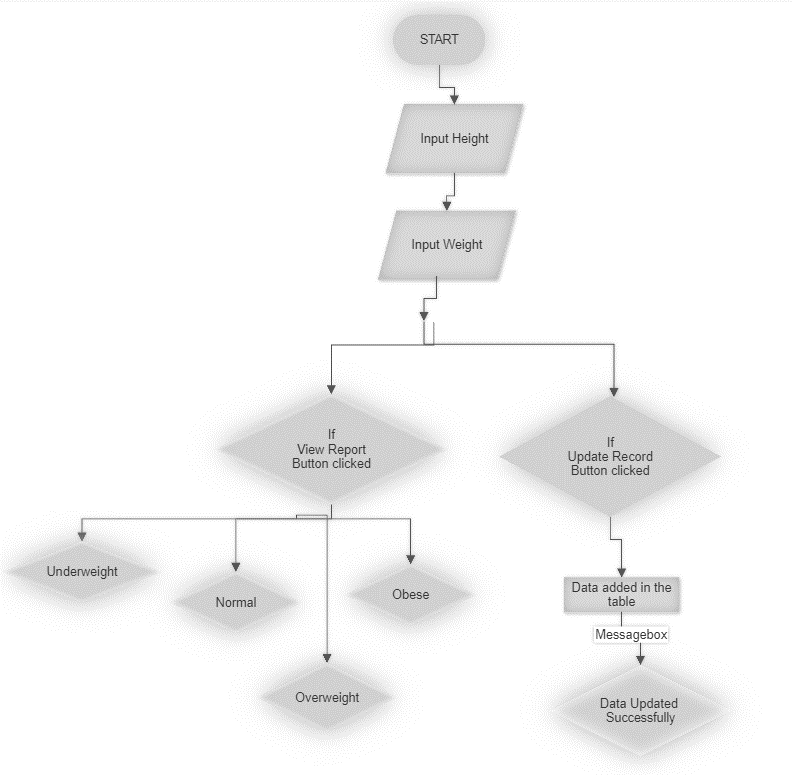 START
Input Height
Input Weight
If
View Report
Button clicked
If
Update Record
Button clicked
Underweight
Normal
Obese
Overweight
Data added in the
table
Messagebox
Data Updated
Successfully